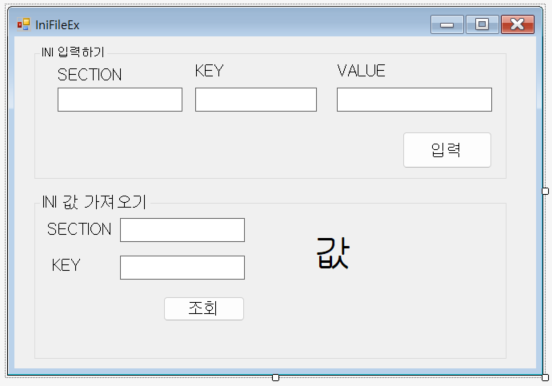 IniFileEx
INI 입력하기
SECTION KEY VALUE
입력
INI 값 가져오기
SECTION
KEY
값
조회